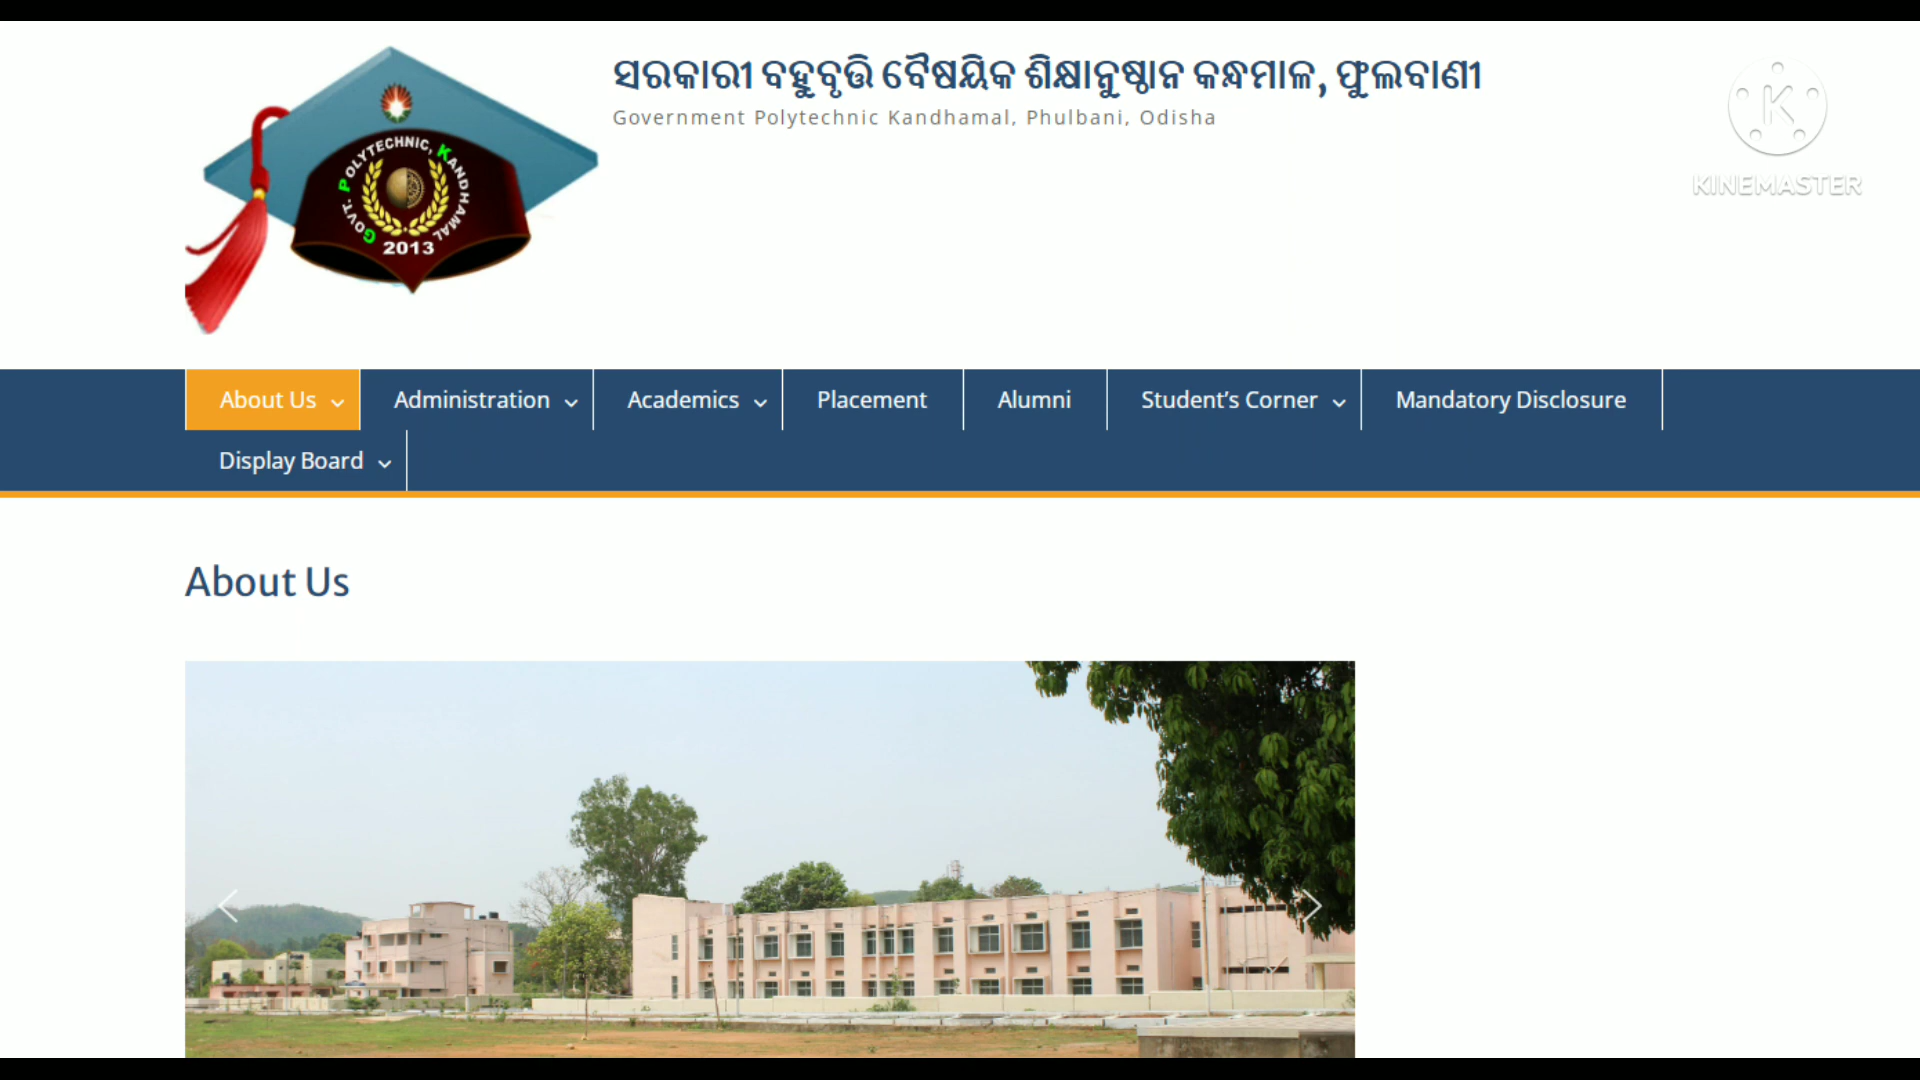 ସରକାରୀ ବହୁବୃତ୍ତି ବୈଷୟିକ ଶିକ୍ଷାନୁଷ୍ଠାନ କନ୍ଧମାଳ, ଫୁଲବାଣୀ
Government Polytechnic Kandhamal, Phulbani, Odisha
GOVT. POLYTECHNIC, KANDHAMAL
2013
K
KINEMASTER
About Us
Administration
Academics
Placement
Alumni
Student’s Corner
Mandatory Disclosure
Display Board
About Us